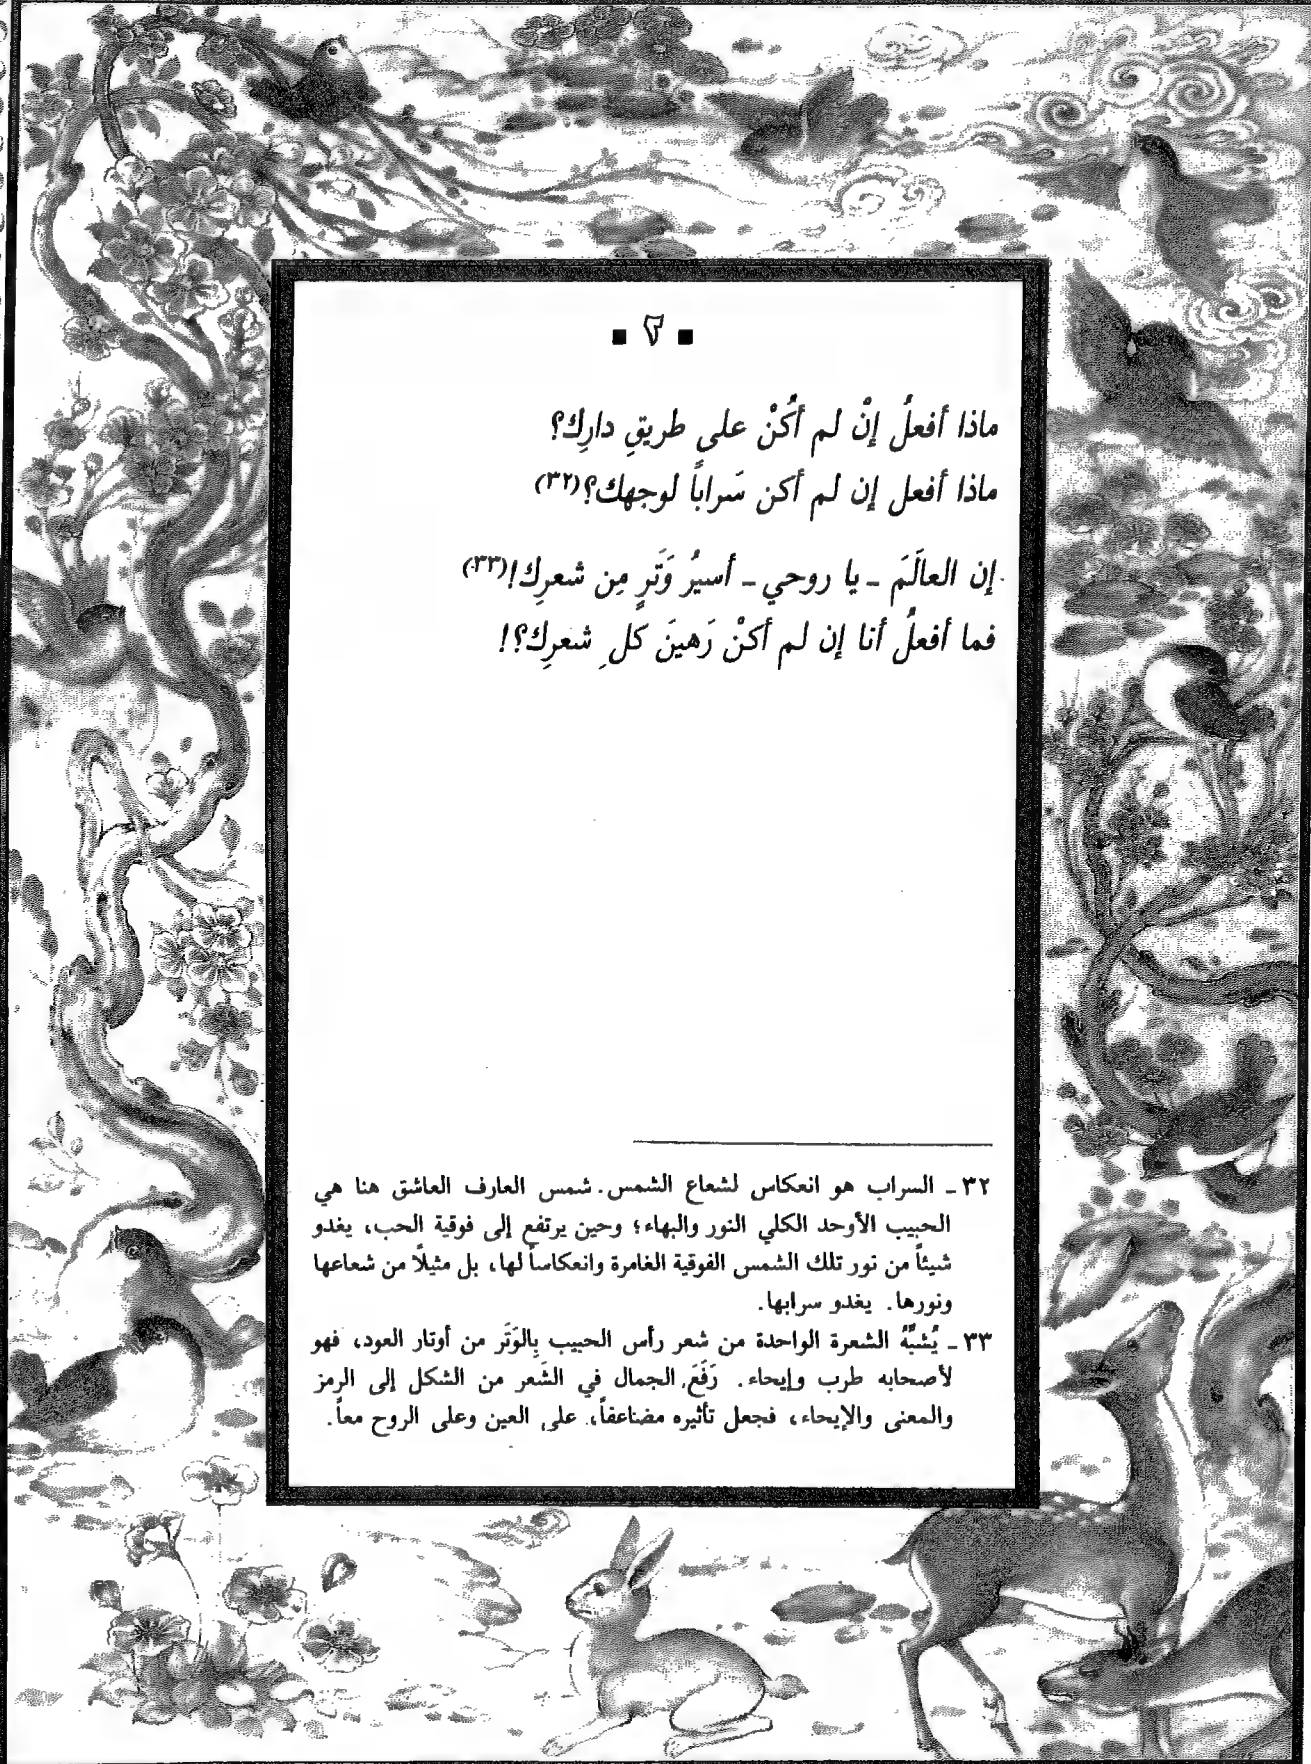 ▪ ٢ ▪
ماذا أفعلُ إنْ لم أكُنْ على طريقِ دارِك؟
ماذا أفعل إن لم أكن سَراباً لوجهك؟(٣٢)
إن العالَمَ ـ يا روحي ـ أسيرُ وَتَرٍ مِن شعرِك!(٣٣)
فما أفعلُ أنا إن لم أكنْ رَهينَ كلِ شعرِك؟!
٣٢ ـ السراب هو انعكاس لشعاع الشمس. شمس العارف العاشق هنا هي
الحبيب الأوحد الكلي النور والبهاء؛ وحين يرتفع إلى فوقية الحب، يغدو
شيئاً من نور تلك الشمس الفوقية الغامرة وانعكاساً لها، بل مثيلاً من شعاعها
ونورها. يغدو سرابها.
٣٣ ـ يُشبِّهُ الشعرة الواحدة من شعر رأس الحبيب بِالوَتَر من أوتار العود، فهو
لأصحابه طرب وإيحاء. رَفَعَ الجمال في الشَعر من الشكل إلى الرمز
والمعنى والإيحاء، فجعل تأثيره مضاعفاً، على العين وعلى الروح معاً.